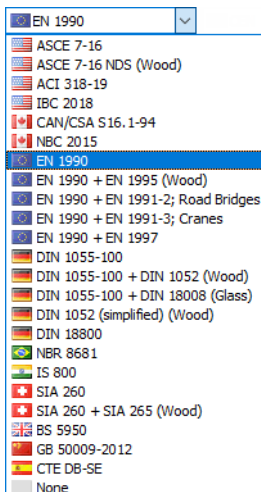 EN 1990
ASCE 7-16
ASCE 7-16 NDS (Wood)
ACI 318-19
IBC 2018
CAN/CSA S16.1-94
NBC 2015
EN 1990
EN 1990 + EN 1995 (Wood)
EN 1990 + EN 1991-2; Road Bridges
EN 1990 + EN 1991-3; Cranes
EN 1990 + EN 1997
DIN 1055-100
DIN 1055-100 + DIN 1052 (Wood)
DIN 1055-100 + DIN 18008 (Glass)
DIN 1052 (simplified) (Wood)
DIN 18800
NBR 8681
IS 800
SIA 260
SIA 260 + SIA 265 (Wood)
BS 5950
GB 50009-2012
CTE DB-SE
None